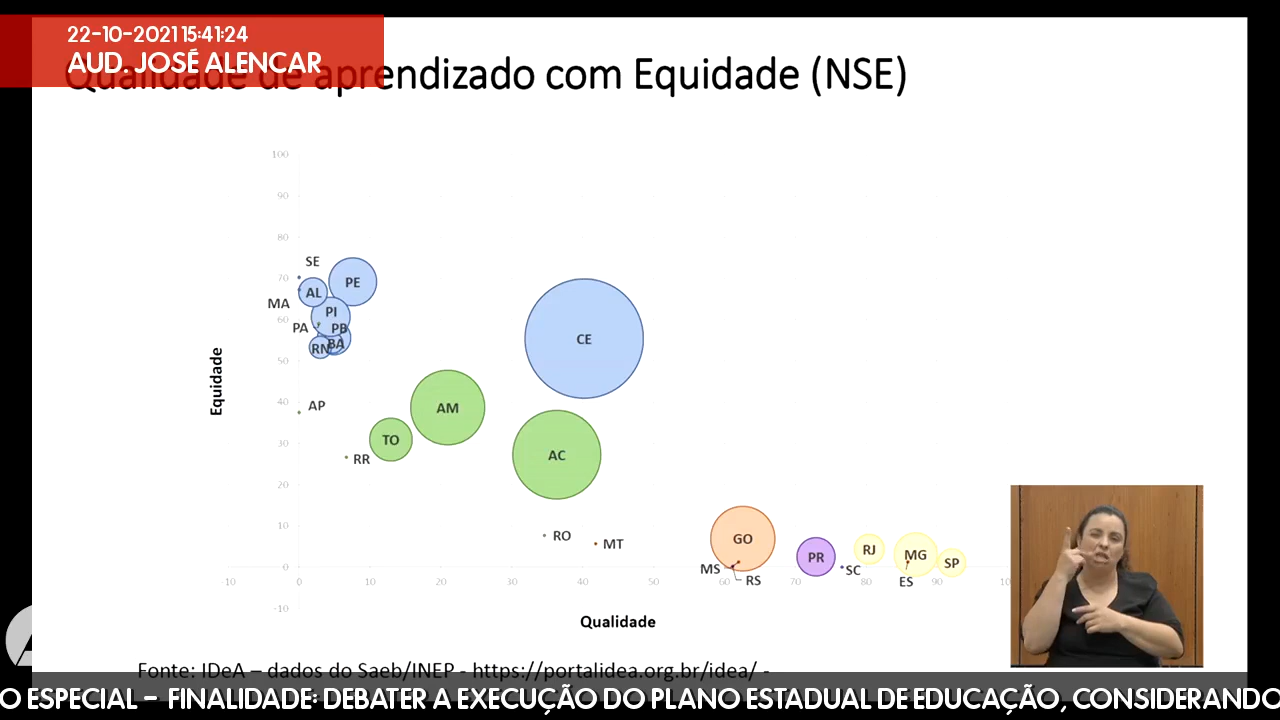 22-10-2021 15:41:24
AUD. JOSÉ ALENCAR
Qualidade de aprendizado com Equidade (NSE)
100
90
80
SE
70
PE
AL
MA
PI
60
PA
PB
CE
BA
RN
50
Equidade
40
AP
AM
30
TO
RR
AC
20
10
RO
MT
GO
PR
RJ
MG
SP
0
MS
RS
SC
ES
-10
10
20
30
40
50
60
70
80
90
-10
Qualidade
Fonte: IDeA – dados do Saeb/INEP - https://portalidea.org.br/idea/ -
O ESPECIAL - FINALIDADE: DEBATER A EXECUÇÃO DO PLANO ESTADUAL DE EDUCAÇÃO, CONSIDERANDO